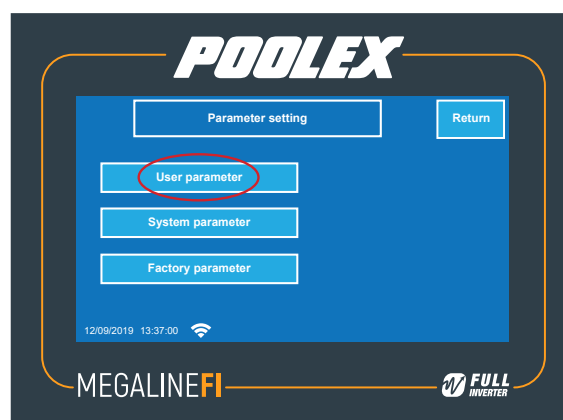 POOLEX
Parameter setting
Return
User parameter
System parameter
Factory parameter
12/09/2019 13:37:00
MEGALINEFI
FULL
INVERTER